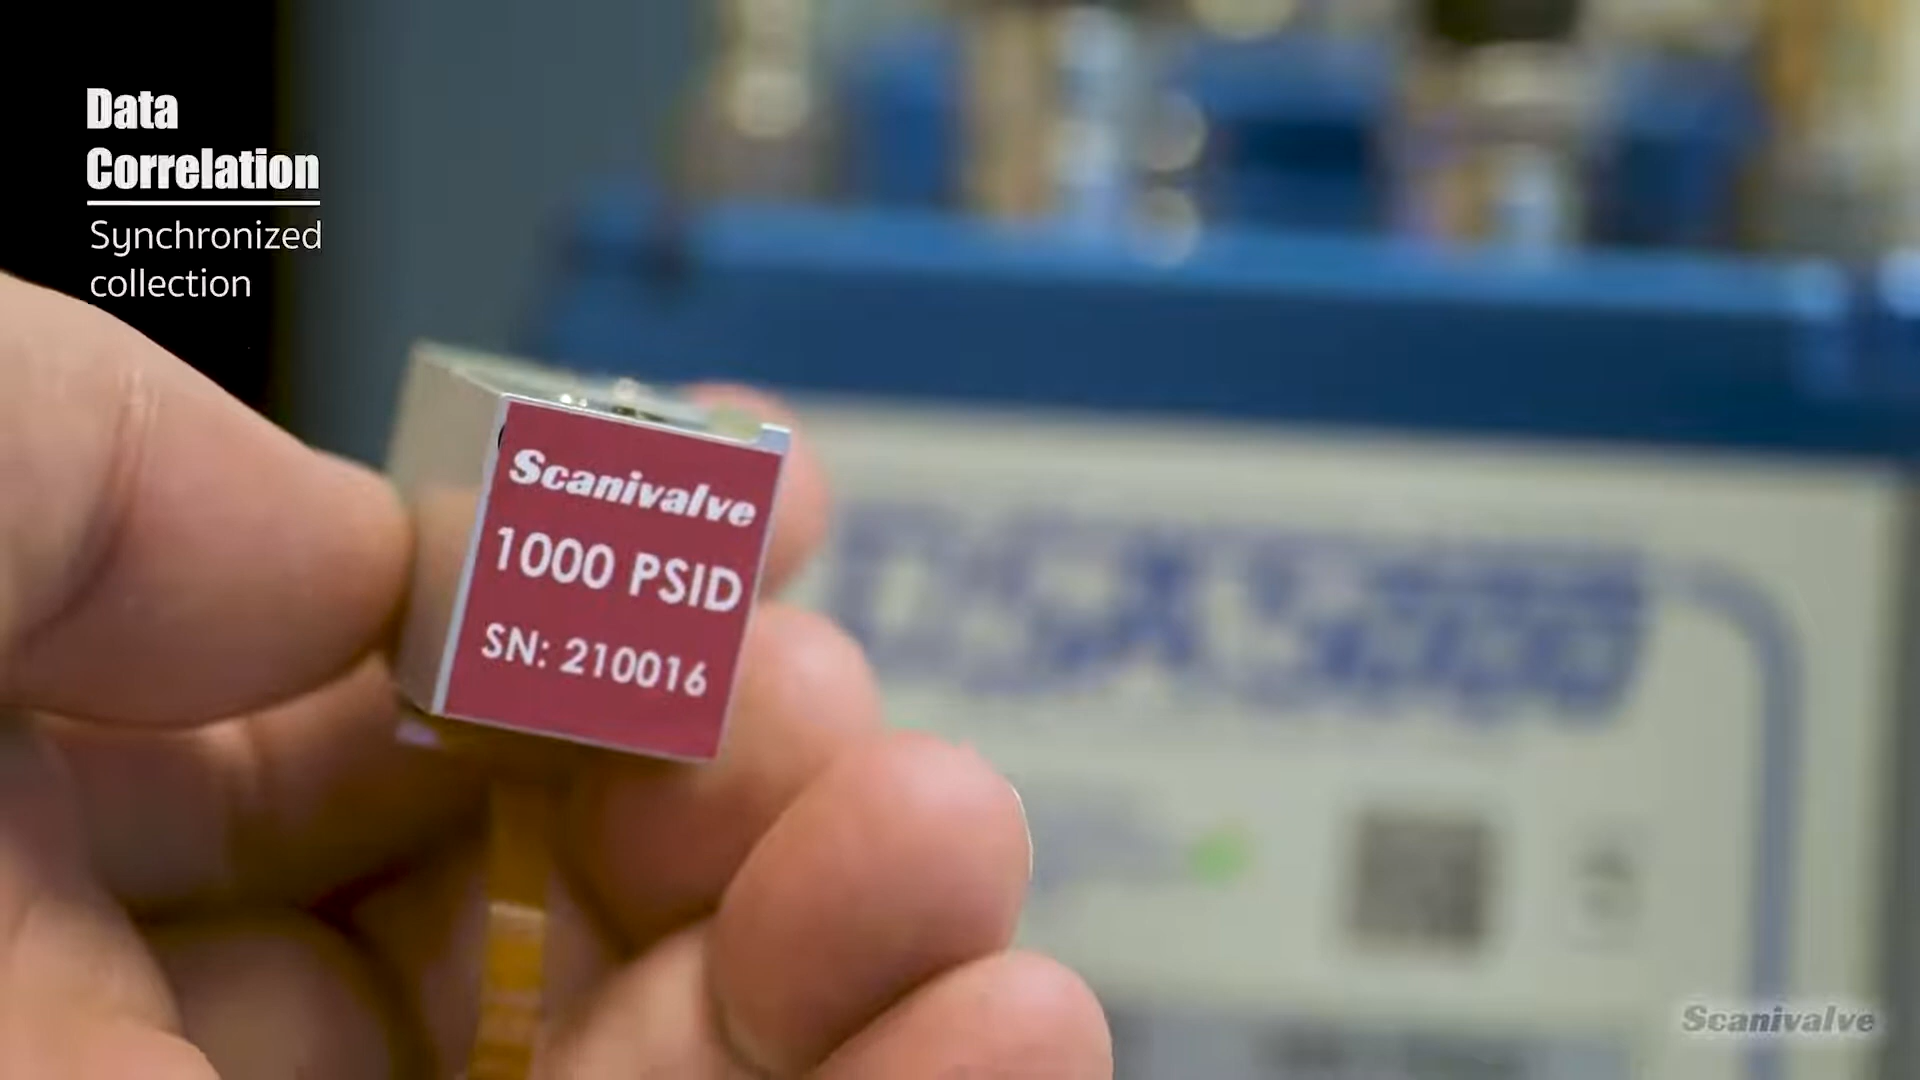 Data
Correlation
Synchronized
collection
Scanivalve
1000 PSID
SN: 210016
Scanivalve